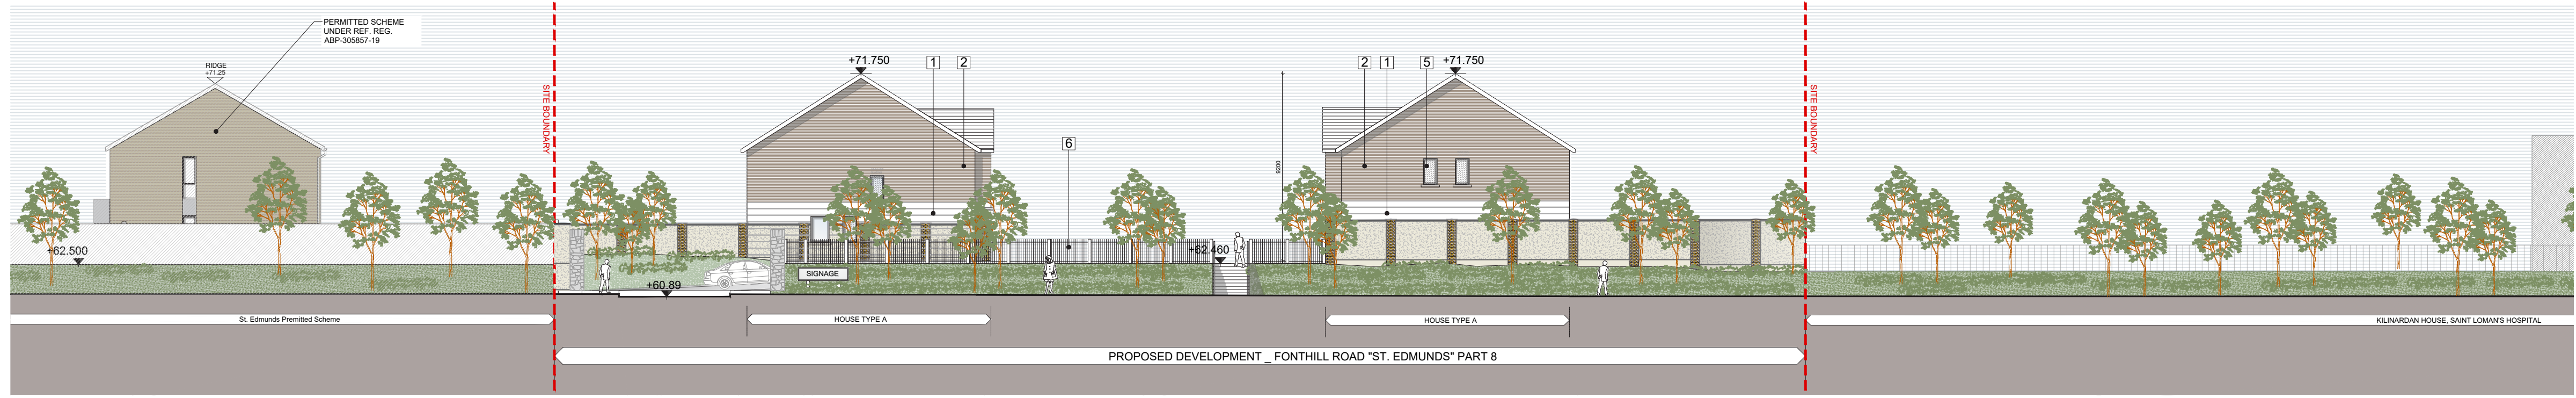 PERMITTED SCHEME
UNDER REF. REG.
ABP-305857-19
RIDGE
+71.25
SITE BOUNDARY
+71.750
1
2
6
2
1
5
+71.750
9200
SITE BOUNDARY
+62.500
SIGNAGE
+62.460
+60.89
St. Edmunds Premitted Scheme
HOUSE TYPE A
HOUSE TYPE A
KILINARDAN HOUSE, SAINT LOMAN'S HOSPITAL
PROPOSED DEVELOPMENT _ FONTHILL ROAD "ST. EDMUNDS" PART 8